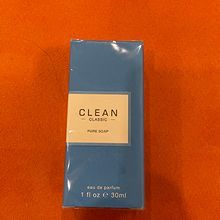 CLEAN
— CLASSIC —
PURE SOAP
eau de parfum
1 fl oz ℮ 30ml